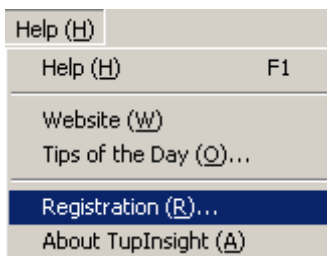 Help (H)
Help (H) F1
Website (W)
Tips of the Day (O)...
Registration (R)...
About TupInsight (A)